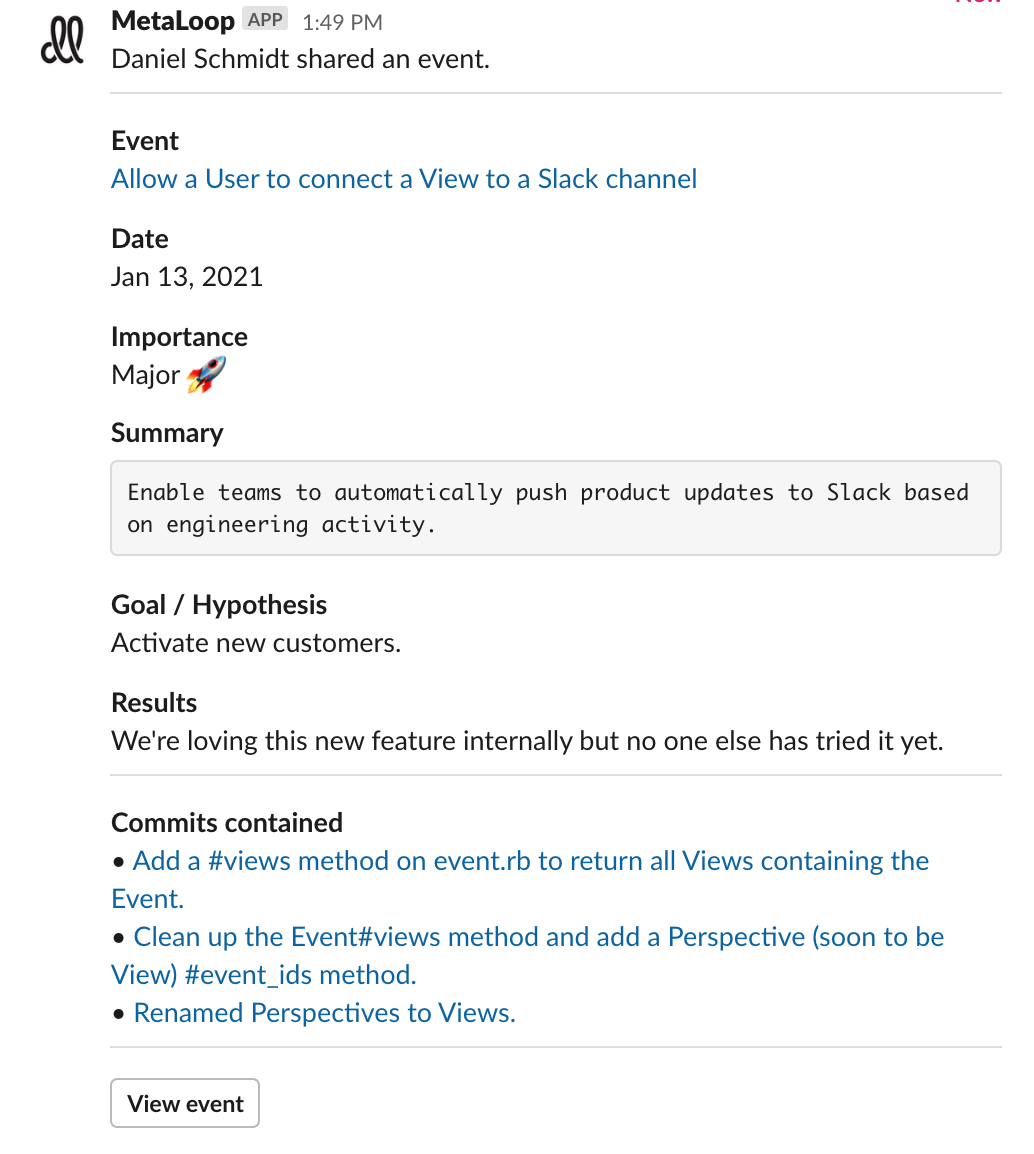 New
MetaLoop APP 1:49 PM
Daniel Schmidt shared an event.
Event
Allow a User to connect a View to a Slack channel
Date
Jan 13, 2021
Importance
Major 🚀
Summary
Enable teams to automatically push product updates to Slack based
on engineering activity.
Goal / Hypothesis
Activate new customers.
Results
We're loving this new feature internally but no one else has tried it yet.
Commits contained
• Add a #views method on event.rb to return all Views containing the
Event.
• Clean up the Event#views method and add a Perspective (soon to be
View) #event_ids method.
• Renamed Perspectives to Views.
View event